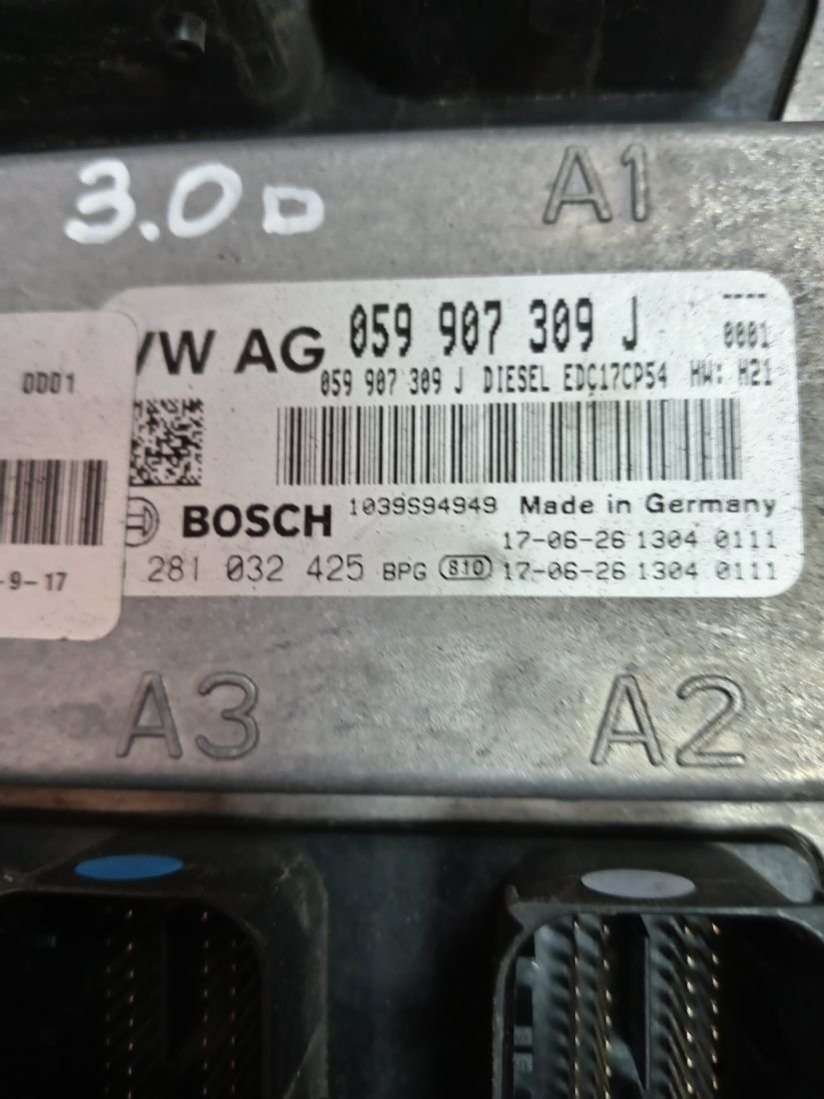 3.0D
A1
VW AG 059 907 309 J
0001
059 907 309 J DIESEL EDC17CP54 HW: H21
0001
BOSCH 1039S94949 Made in Germany
17-06-26 1304 0111
281 032 425 BPG 810 17-06-26 1304 0111
-9-17
A3 A2